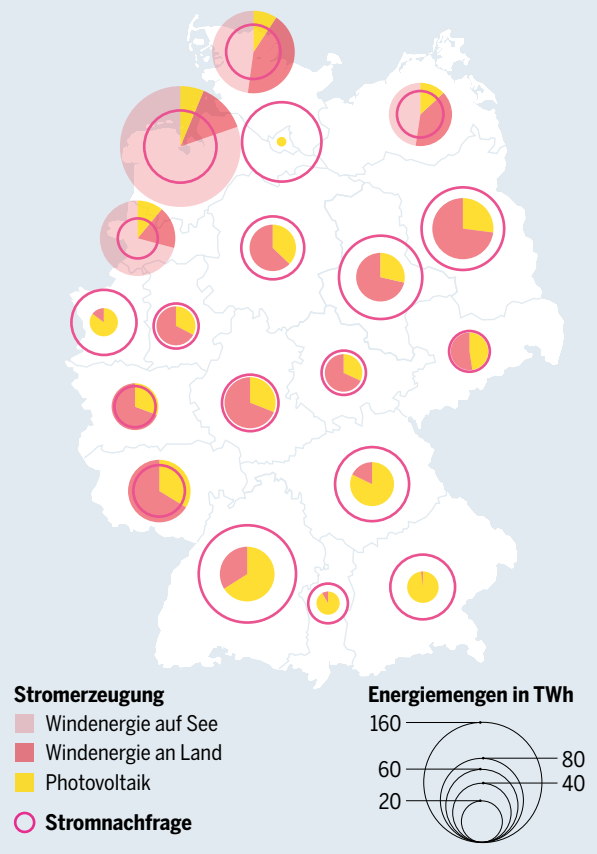 Stromerzeugung
Windenergie auf See
Windenergie an Land
Photovoltaik
Stromnachfrage
Energiemengen in TWh
160
80
60
40
20